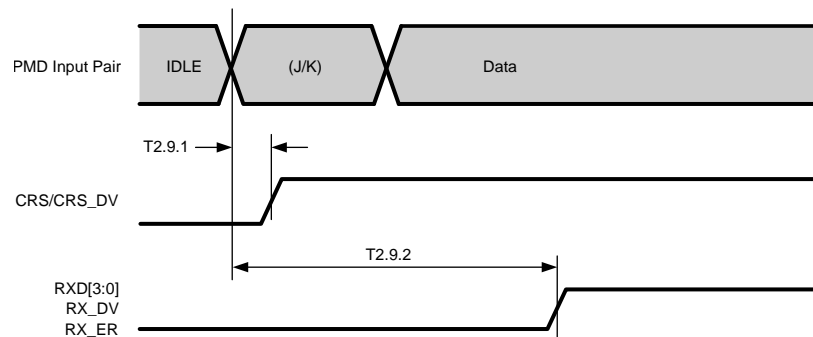 PMD Input Pair IDLE (J/K) Data
T2.9.1
CRS/CRS_DV
T2.9.2
RXD[3:0]
RX_DV
RX_ER